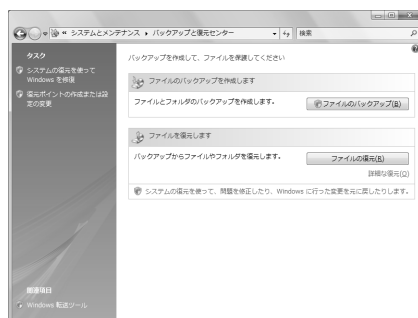 « システムとメンテナンス ▸ バックアップと復元センター
検索
タスク
システムの復元を使って
Windows を修復
復元ポイントの作成または設
定の変更
バックアップを作成して、ファイルを保護してください
ファイルのバックアップを作成します
ファイルとフォルダのバックアップを作成します。
ファイルのバックアップ(B)
ファイルを復元します
バックアップからファイルやフォルダを復元します。
ファイルの復元(R)
詳細な復元(O)
システムの復元を使って、問題を修正したり、Windows に行った変更を元に戻したりします。
関連項目
Windows 転送ツール